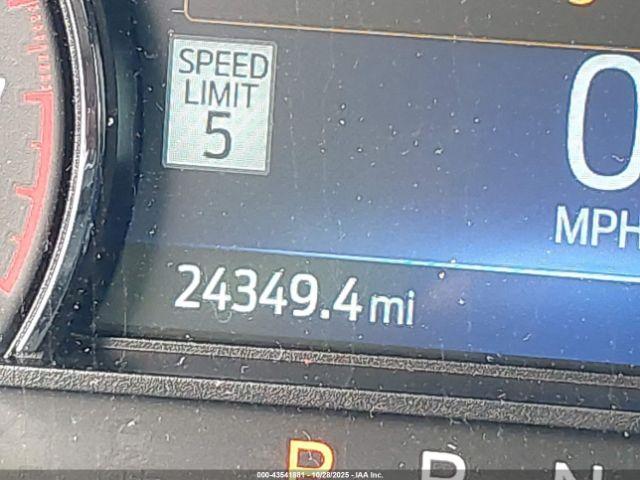 SPEED
LIMIT
5
0
MPH
24349.4 mi
P R N
000-43541881 - 10/28/2025 - IAA Inc.